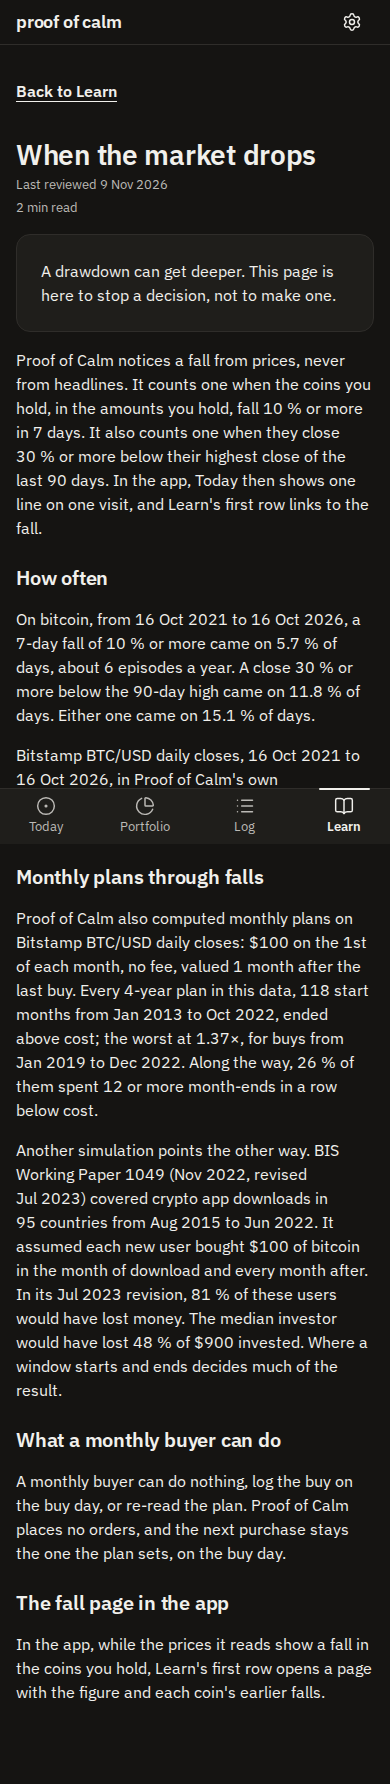 proof of calm
Back to Learn
When the market drops
Last reviewed 9 Nov 2026
2 min read
A drawdown can get deeper. This page is
here to stop a decision, not to make one.
Proof of Calm notices a fall from prices, never
from headlines. It counts one when the coins you
hold, in the amounts you hold, fall 10 % or more
in 7 days. It also counts one when they close
30 % or more below their highest close of the
last 90 days. In the app, Today then shows one
line on one visit, and Learn's first row links to the
fall.
How often
On bitcoin, from 16 Oct 2021 to 16 Oct 2026, a
7-day fall of 10 % or more came on 5.7 % of
days, about 6 episodes a year. A close 30 % or
more below the 90-day high came on 11.8 % of
days. Either one came on 15.1 % of days.
Bitstamp BTC/USD daily closes, 16 Oct 2021 to
16 Oct 2026, in Proof of Calm's own
Today
Portfolio
Log
Learn
Monthly plans through falls
Proof of Calm also computed monthly plans on
Bitstamp BTC/USD daily closes: $100 on the 1st
of each month, no fee, valued 1 month after the
last buy. Every 4-year plan in this data, 118 start
months from Jan 2013 to Oct 2022, ended
above cost; the worst at 1.37×, for buys from
Jan 2019 to Dec 2022. Along the way, 26 % of
them spent 12 or more month-ends in a row
below cost.
Another simulation points the other way. BIS
Working Paper 1049 (Nov 2022, revised
Jul 2023) covered crypto app downloads in
95 countries from Aug 2015 to Jun 2022. It
assumed each new user bought $100 of bitcoin
in the month of download and every month after.
In its Jul 2023 revision, 81 % of these users
would have lost money. The median investor
would have lost 48 % of $900 invested. Where a
window starts and ends decides much of the
result.
What a monthly buyer can do
A monthly buyer can do nothing, log the buy on
the buy day, or re-read the plan. Proof of Calm
places no orders, and the next purchase stays
the one the plan sets, on the buy day.
The fall page in the app
In the app, while the prices it reads show a fall in
the coins you hold, Learn's first row opens a page
with the figure and each coin's earlier falls.